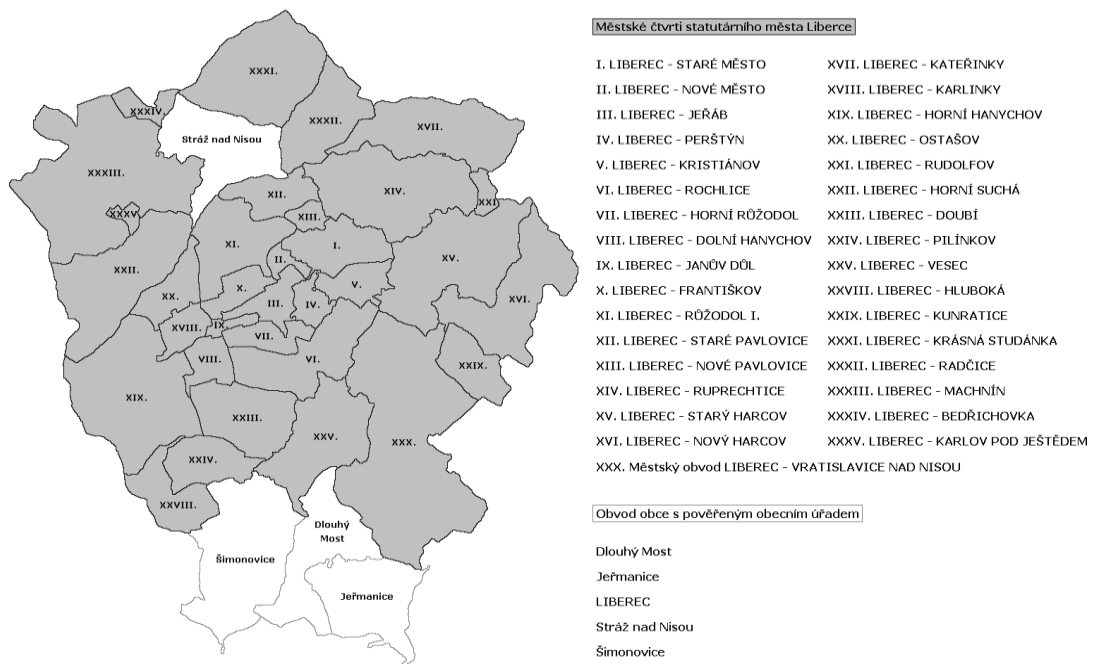 XXXI.
XXXIV.
XXXII.
XVII.
Stráž nad Nisou
XXXIII.
XII.
XIV.
XXI.
XXXV.
XIII.
XI.
I.
XXII.
II.
XV.
X.
V.
XX.
III.
IV.
XVI.
XVIII.
IX.
VII.
VIII.
VI.
XXIX.
XIX.
XXIII.
XXV.
XXX.
XXIV.
XXVIII.
Dlouhý
Most
Šimonovice
Jeřmanice
Městské čtvrti statutárního města Liberce
I. LIBEREC - STARÉ MĚSTO
II. LIBEREC - NOVÉ MĚSTO
III. LIBEREC - JEŘÁB
IV. LIBEREC - PERŠTÝN
V. LIBEREC - KRISTIÁNOV
VI. LIBEREC - ROCHLICE
VII. LIBEREC - HORNÍ RŮŽODOL
VIII. LIBEREC - DOLNÍ HANYCHOV
IX. LIBEREC - JANŮV DŮL
X. LIBEREC - FRANTIŠKOV
XI. LIBEREC - RŮŽODOL I.
XII. LIBEREC - STARÉ PAVLOVICE
XIII. LIBEREC - NOVÉ PAVLOVICE
XIV. LIBEREC - RUPRECHTICE
XV. LIBEREC - STARÝ HARCOV
XVI. LIBEREC - NOVÝ HARCOV
XVII. LIBEREC - KATEŘINKY
XVIII. LIBEREC - KARLINKY
XIX. LIBEREC - HORNÍ HANYCHOV
XX. LIBEREC - OSTAŠOV
XXI. LIBEREC - RUDOLFOV
XXII. LIBEREC - HORNÍ SUCHÁ
XXIII. LIBEREC - DOUBÍ
XXIV. LIBEREC - PILÍNKOV
XXV. LIBEREC - VESEC
XXVIII. LIBEREC - HLUBOKÁ
XXIX. LIBEREC - KUNRATICE
XXXI. LIBEREC - KRÁSNÁ STUDÁNKA
XXXII. LIBEREC - RADČICE
XXXIII. LIBEREC - MACHNÍN
XXXIV. LIBEREC - BEDŘICHOVKA
XXXV. LIBEREC - KARLOV POD JEŠTĚDEM
XXX. Městský obvod LIBEREC - VRATISLAVICE NAD NISOU
Obvod obce s pověřeným obecním úřadem
Dlouhý Most
Jeřmanice
LIBEREC
Stráž nad Nisou
Šimonovice